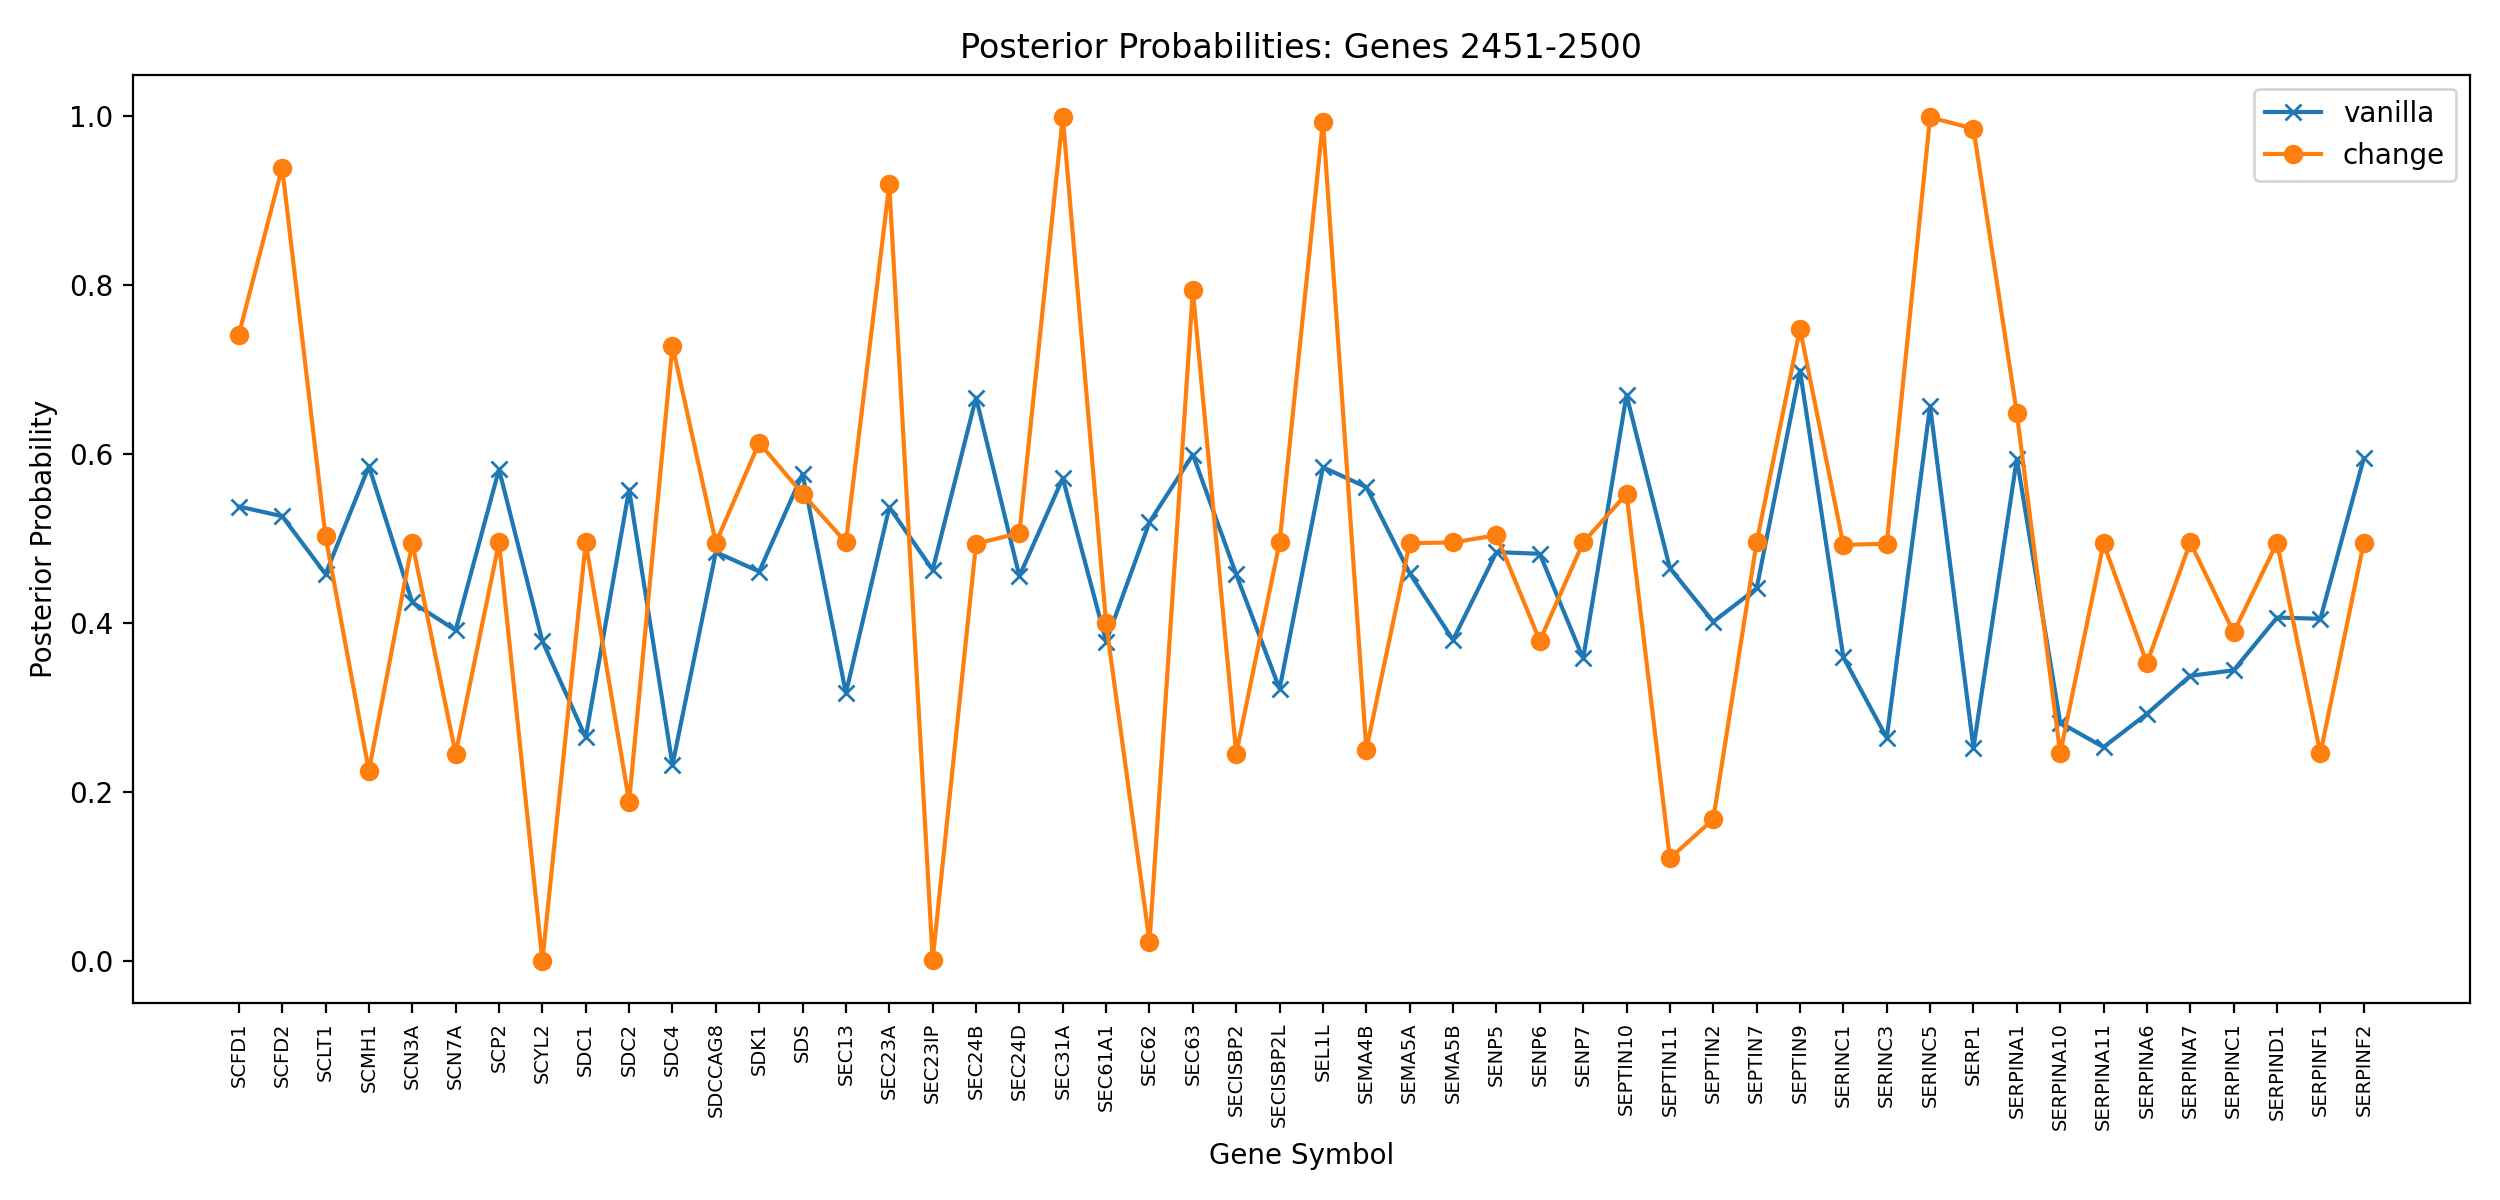 Posterior Probabilities: Genes 2451-2500
vanilla
change
Posterior Probability
1.0
0.8
0.6
0.4
0.2
0.0
SCFD1
SCFD2
SCLT1
SCMH1
SCN3A
SCN7A
SCP2
SCYL2
SDC1
SDC2
SDC4
SDCCAG8
SDK1
SDS
SEC13
SEC23A
SEC23IP
SEC24B
SEC24D
SEC31A
SEC61A1
SEC62
SEC63
SECISBP2
SECISBP2L
SEL1L
SEMA4B
SEMA5A
SEMA5B
SENP5
SENP6
SENP7
SEPTIN10
SEPTIN11
SEPTIN2
SEPTIN7
SEPTIN9
SERINC1
SERINC3
SERINC5
SERP1
SERPINA1
SERPINA10
SERPINA11
SERPINA6
SERPINA7
SERPINC1
SERPIND1
SERPINF1
SERPINF2
Gene Symbol